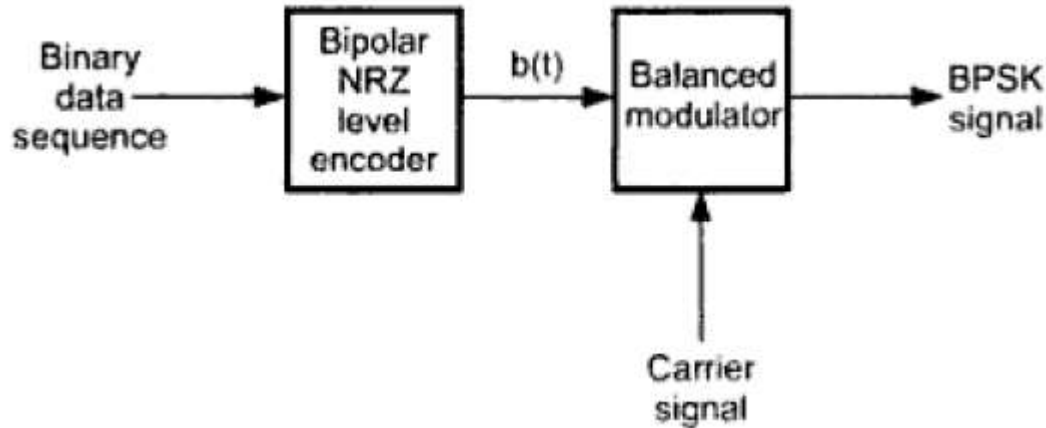 Binary
data
sequence
Bipolar
NRZ
level
encoder
b(t)
Balanced
modulator
BPSK
signal
Carrier
signal